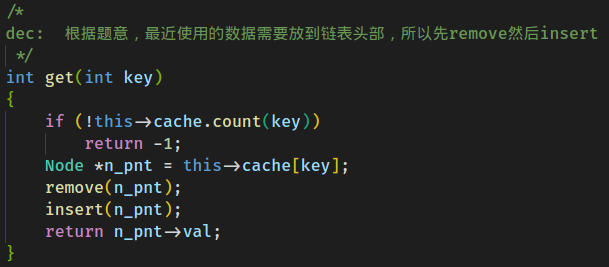 /*
dec:  根据题意，最近使用的数据需要放到链表头部，所以先remove然后insert
*/
int get(int key)
{
if (!this->cache.count(key))
return -1;
Node *n_pnt = this->cache[key];
remove(n_pnt);
insert(n_pnt);
return n_pnt->val;
}